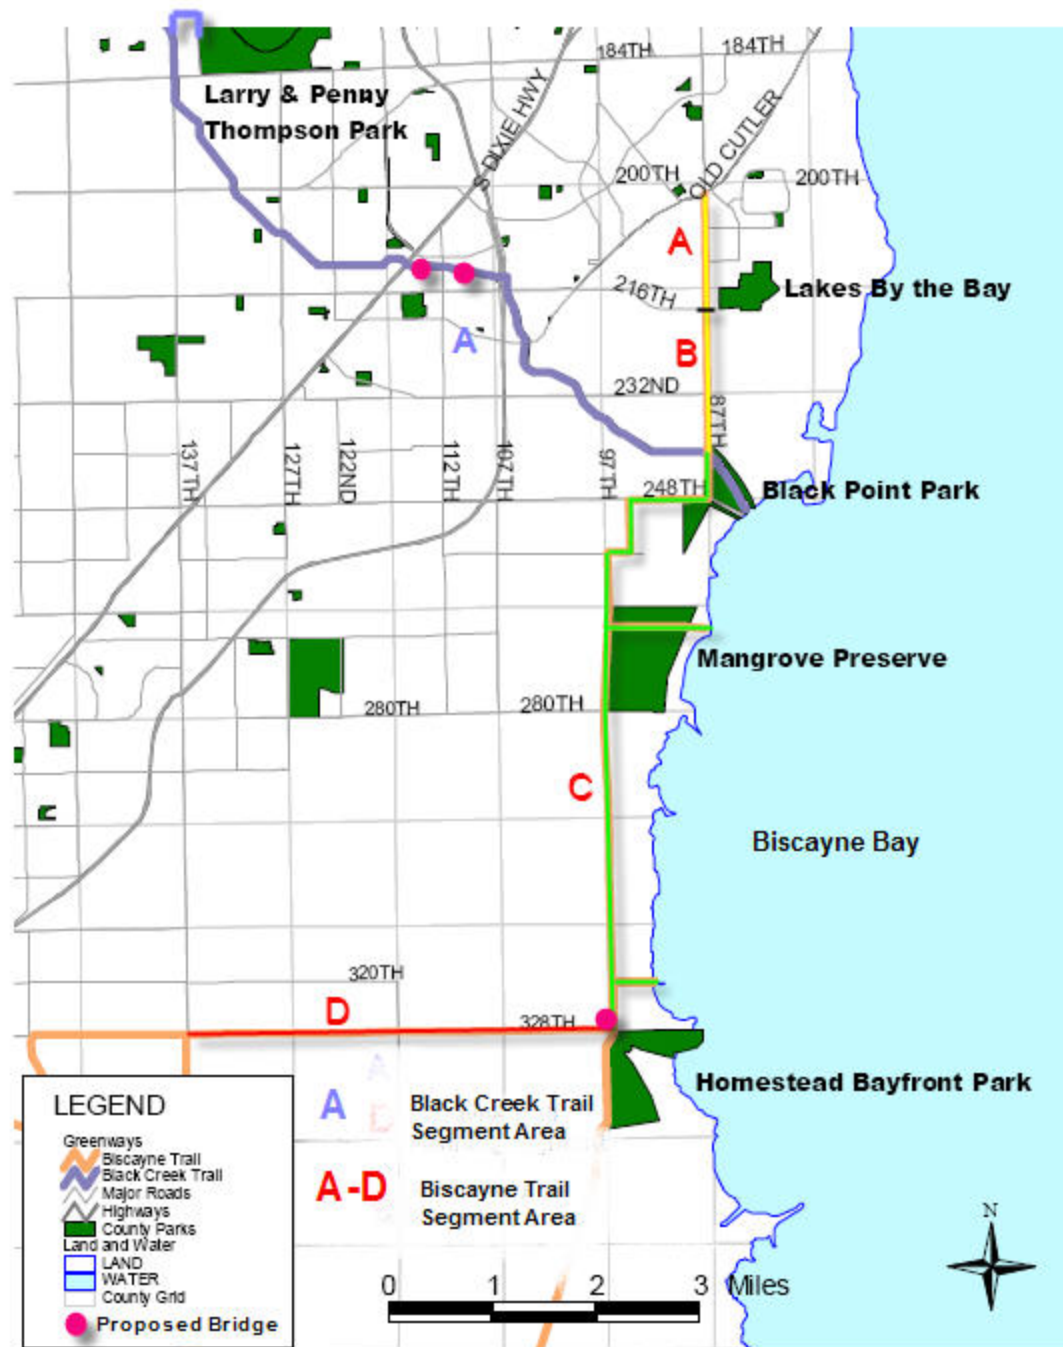 184TH
184TH
Larry & Penny
Thompson Park
S DIXIE HWY
OLD CUTLER
200TH
200TH
A
216TH
Lakes By the Bay
A
B
232ND
87TH
137TH
127TH
122ND
112TH
107TH
97TH
248TH
Black Point Park
Mangrove Preserve
280TH
280TH
C
Biscayne Bay
320TH
D
328TH
Homestead Bayfront Park
A
D
A
Black Creek Trail
Segment Area
A-D
Biscayne Trail
Segment Area
LEGEND
Greenways
Biscayne Trail
Black Creek Trail
Major Roads
Highways
County Parks
Land and Water
LAND
WATER
County Grid
Proposed Bridge
0 1 2 3 Miles
N